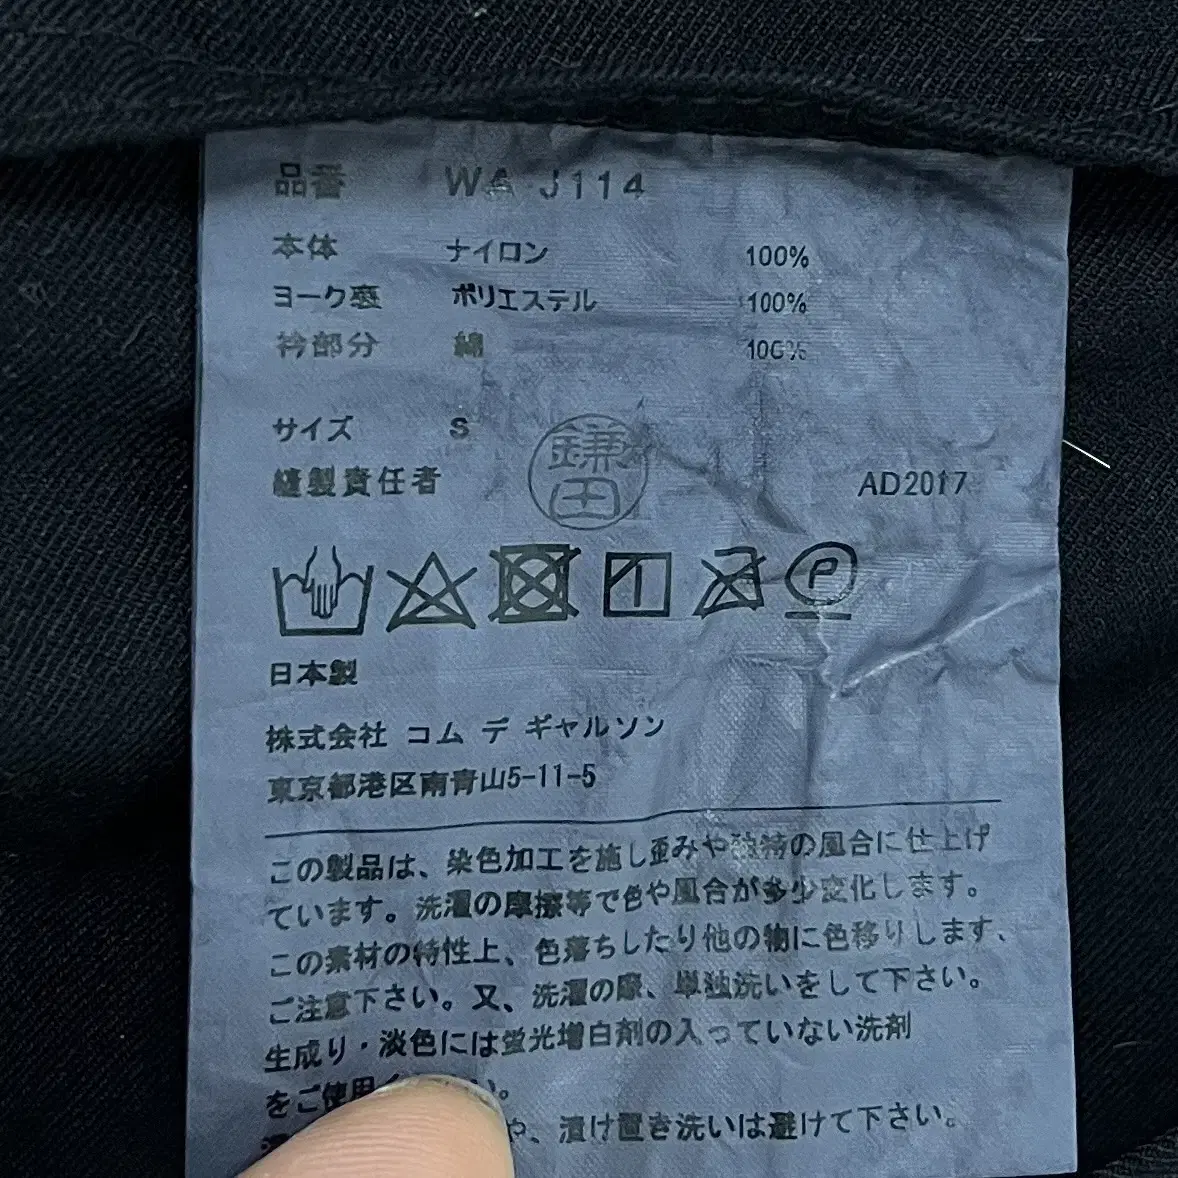 品番 WA-J114
本体 ナイロン 100%
ヨーク裏 ポリエステル 100%
衿部分 綿 100%
サイズ S
縫製責任者 鎌田 AD2017
日本製
株式会社 コム デ ギャルソン
東京都港区南青山5-11-5
この製品は、染色加工を施し歪みや独特の風合に仕上げ
ています。洗濯の摩擦等で色や風合が多少変化します。
この素材の特性上、色落ちしたり他の物に色移りします、
ご注意下さい。又、洗濯の際、単独洗いをして下さい。
生成り・淡色には蛍光増白剤の入っていない洗剤
をご使用
や、漬け置き洗いは避けて下さい。